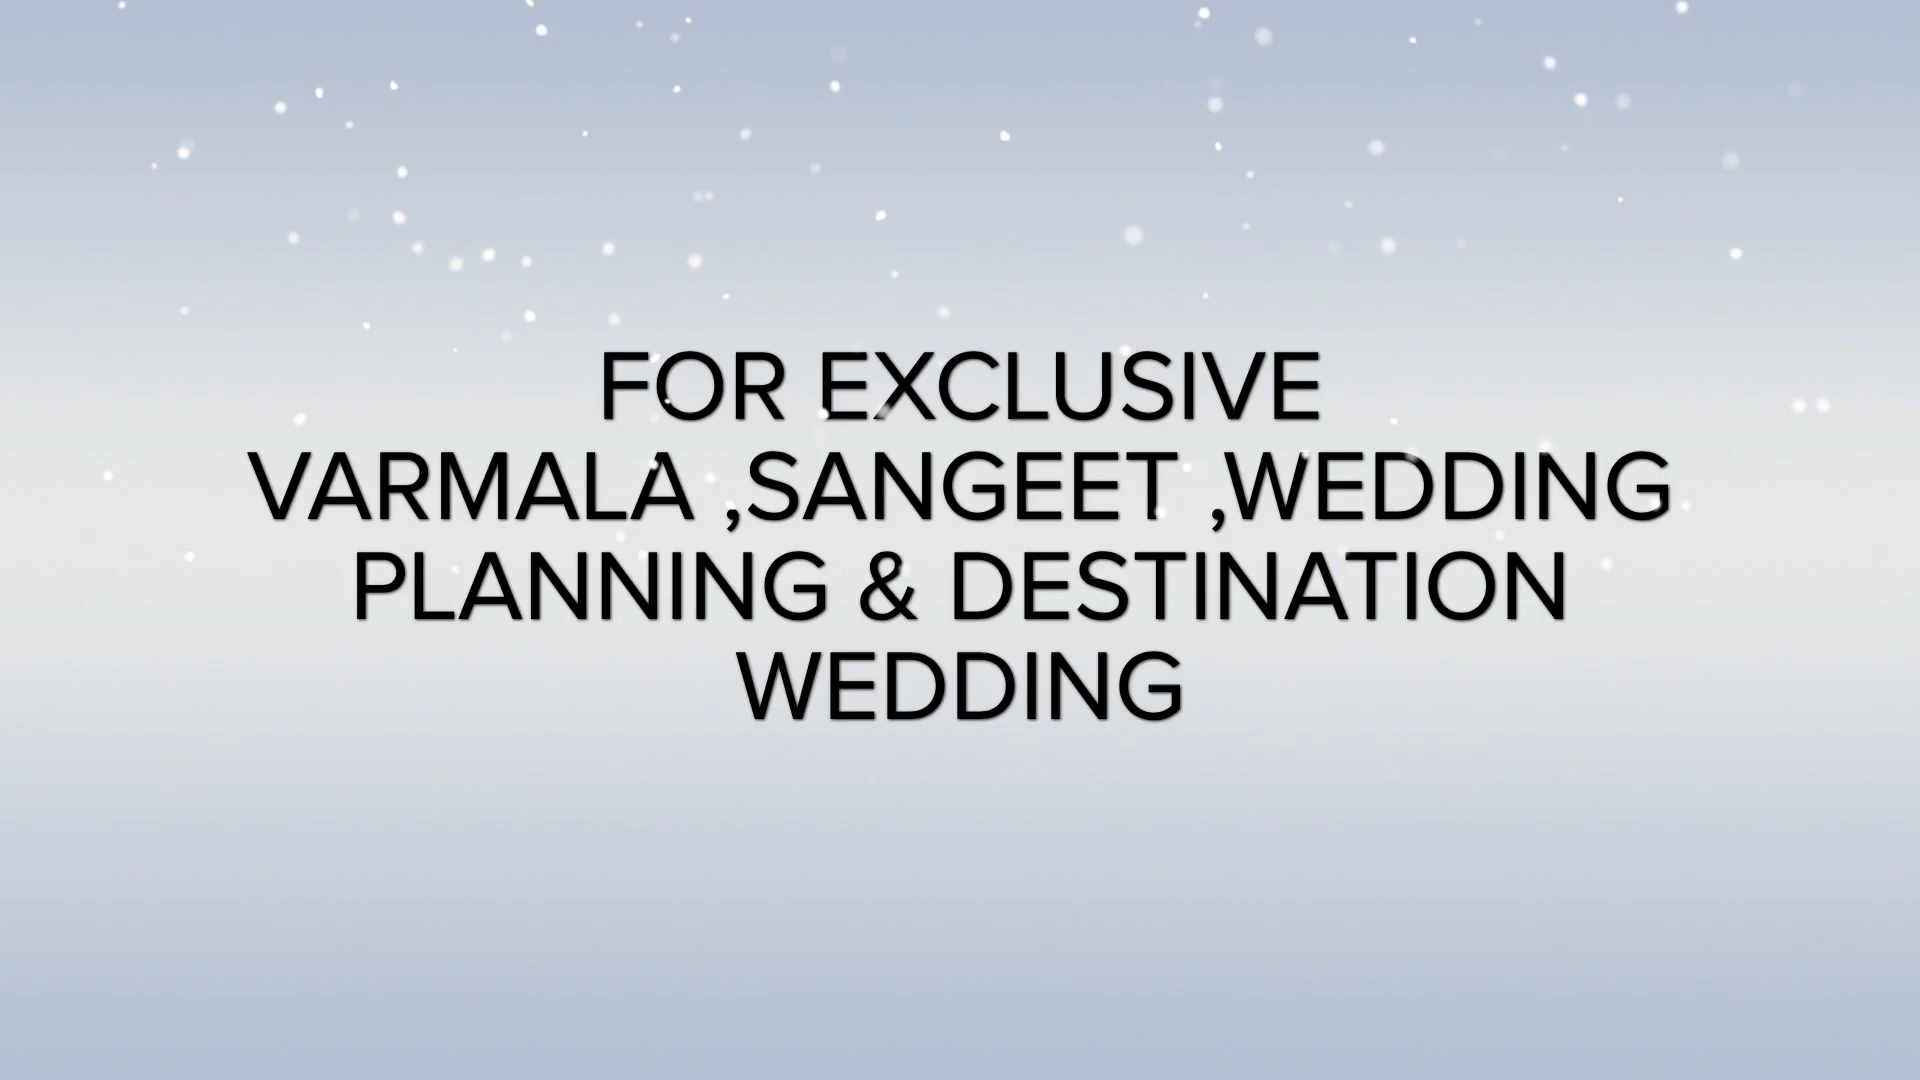 FOR EXCLUSIVE
VARMALA ,SANGEET ,WEDDING
PLANNING & DESTINATION
WEDDING